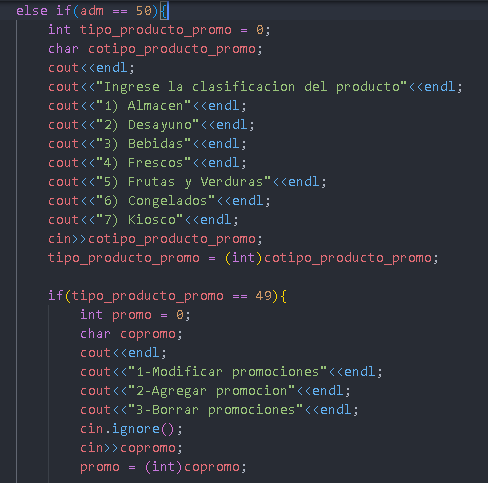 else if(adm == 50){
int tipo_producto_promo = 0;
char cotipo_producto_promo;
cout<<endl;
cout<<"Ingrese la clasificacion del producto"<<endl;
cout<<"1) Almacen"<<endl;
cout<<"2) Desayuno"<<endl;
cout<<"3) Bebidas"<<endl;
cout<<"4) Frescos"<<endl;
cout<<"5) Frutas y Verduras"<<endl;
cout<<"6) Congelados"<<endl;
cout<<"7) Kiosco"<<endl;
cin>>cotipo_producto_promo;
tipo_producto_promo = (int)cotipo_producto_promo;
if(tipo_producto_promo == 49){
int promo = 0;
char copromo;
cout<<endl;
cout<<"1-Modificar promociones"<<endl;
cout<<"2-Agregar promocion"<<endl;
cout<<"3-Borrar promociones"<<endl;
cin.ignore();
cin>>copromo;
promo = (int)copromo;